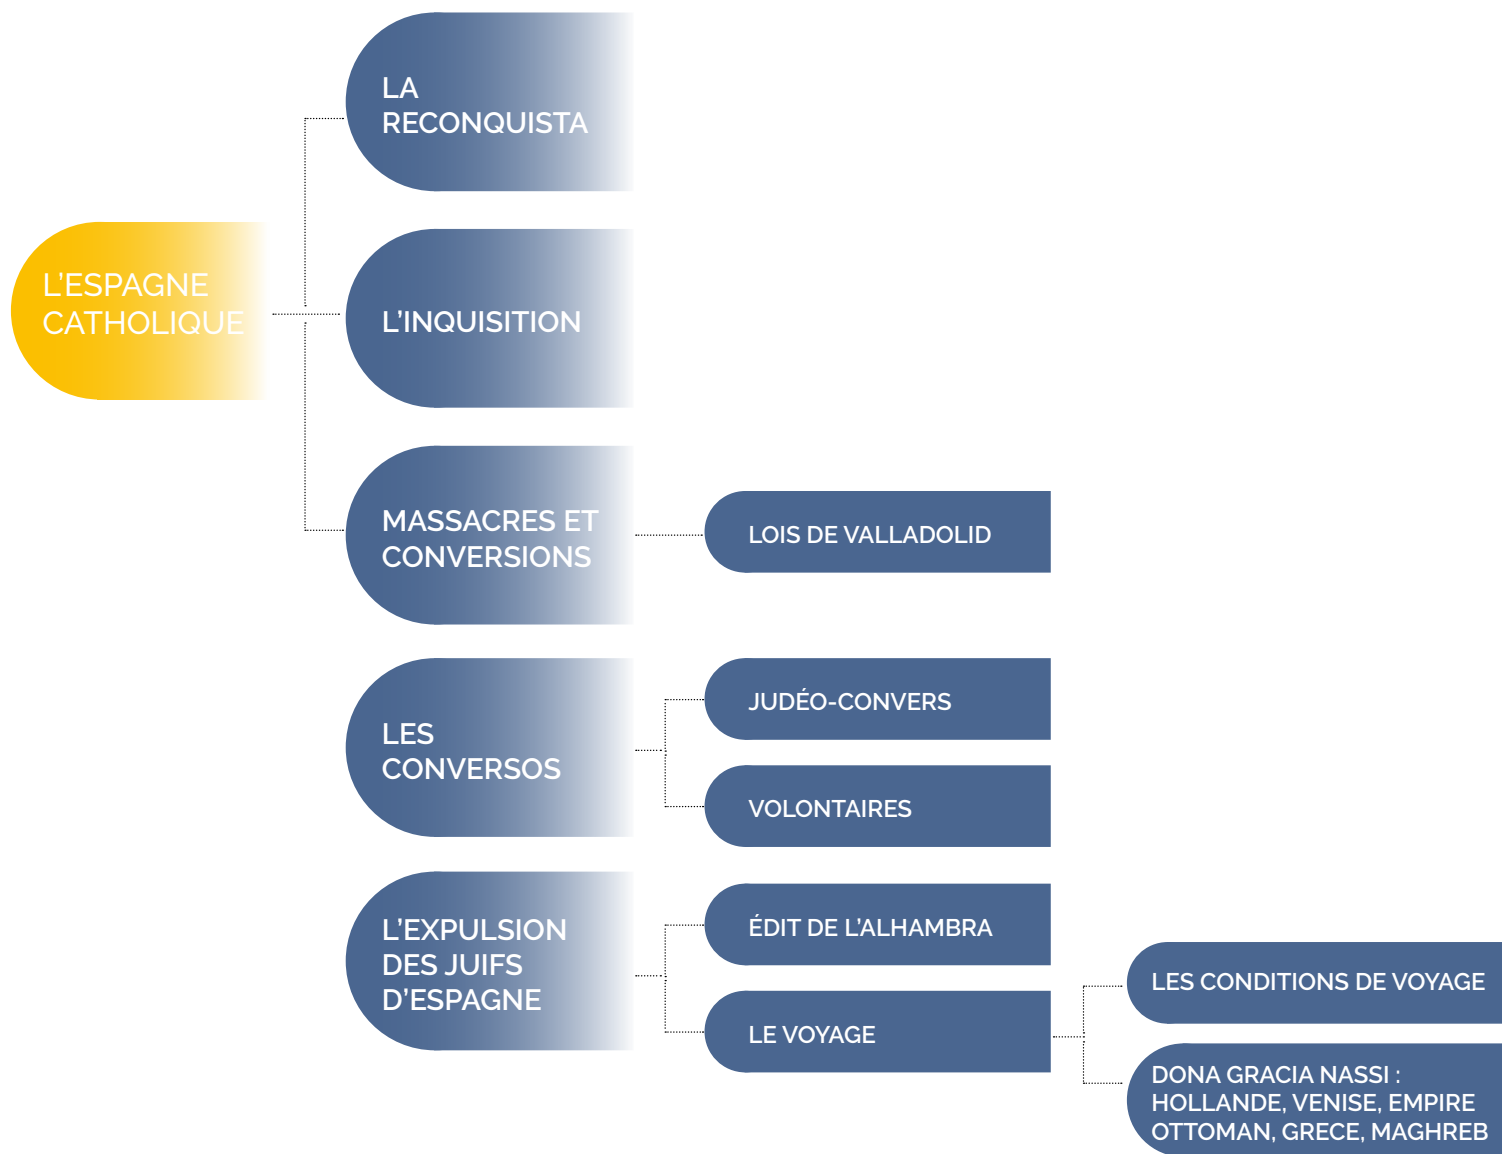 L'ESPAGNE
CATHOLIQUE
LA
RECONQUISTA
L'INQUISITION
MASSACRES ET
CONVERSIONS
LOIS DE VALLADOLID
LES
CONVERSOS
JUDÉO-CONVERS
VOLONTAIRES
L'EXPULSION
DES JUIFS
D'ESPAGNE
ÉDIT DE L'ALHAMBRA
LE VOYAGE
LES CONDITIONS DE VOYAGE
DONA GRACIA NASSI :
HOLLANDE, VENISE, EMPIRE
OTTOMAN, GRECE, MAGHREB